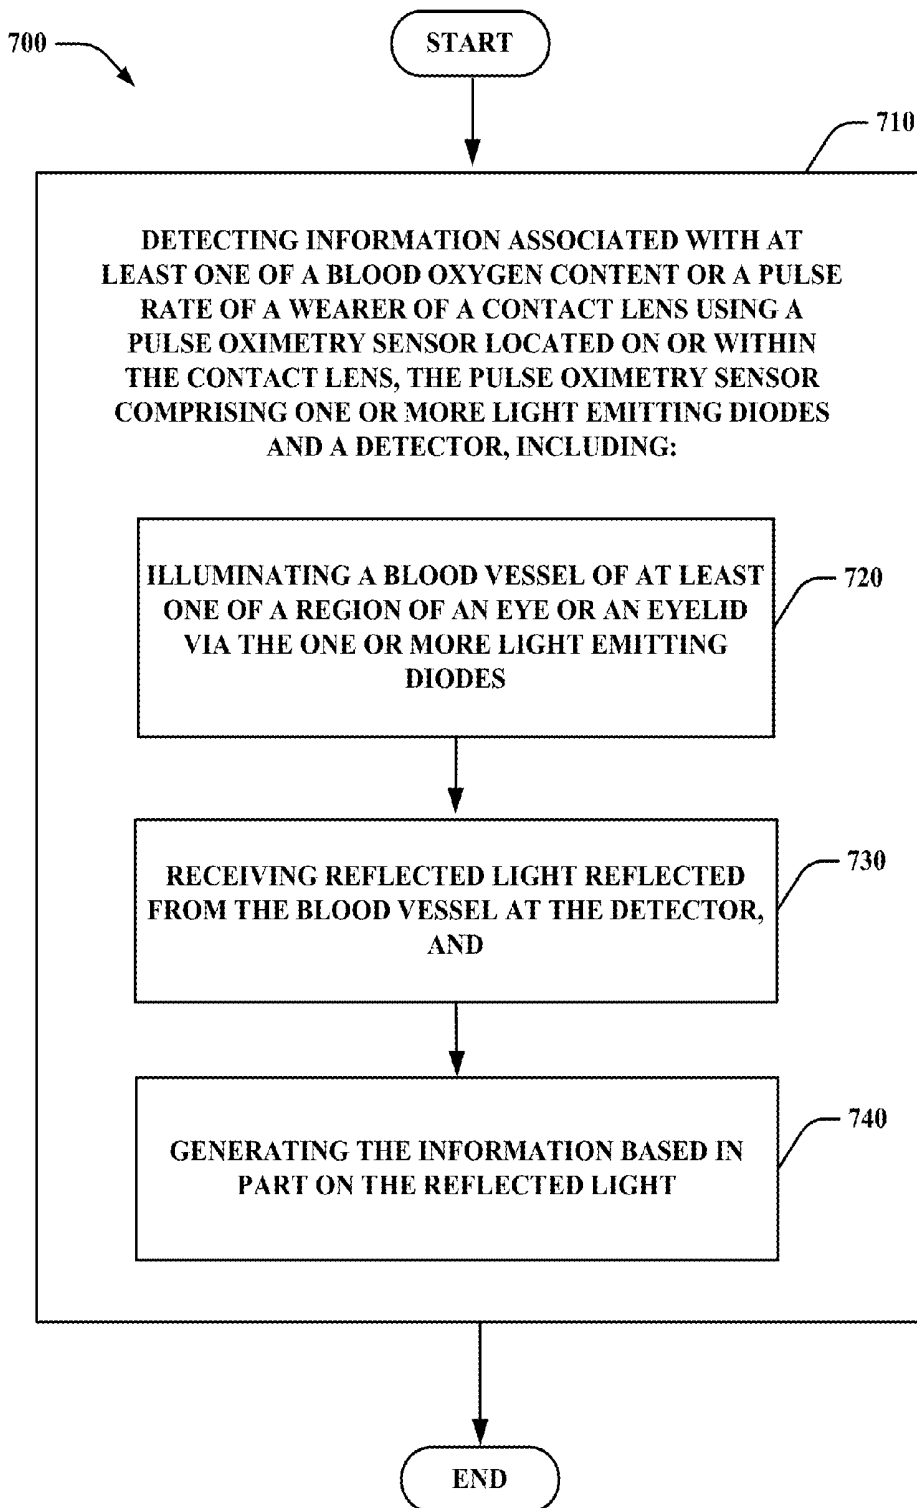 700
START
710
DETECTING INFORMATION ASSOCIATED WITH AT
LEAST ONE OF A BLOOD OXYGEN CONTENT OR A PULSE
RATE OF A WEARER OF A CONTACT LENS USING A
PULSE OXIMETRY SENSOR LOCATED ON OR WITHIN
THE CONTACT LENS, THE PULSE OXIMETRY SENSOR
COMPRISING ONE OR MORE LIGHT EMITTING DIODES
AND A DETECTOR, INCLUDING:
ILLUMINATING A BLOOD VESSEL OF AT LEAST
ONE OF A REGION OF AN EYE OR AN EYELID
VIA THE ONE OR MORE LIGHT EMITTING
DIODES
720
RECEIVING REFLECTED LIGHT REFLECTED
FROM THE BLOOD VESSEL AT THE DETECTOR,
AND
730
GENERATING THE INFORMATION BASED IN
PART ON THE REFLECTED LIGHT
740
END